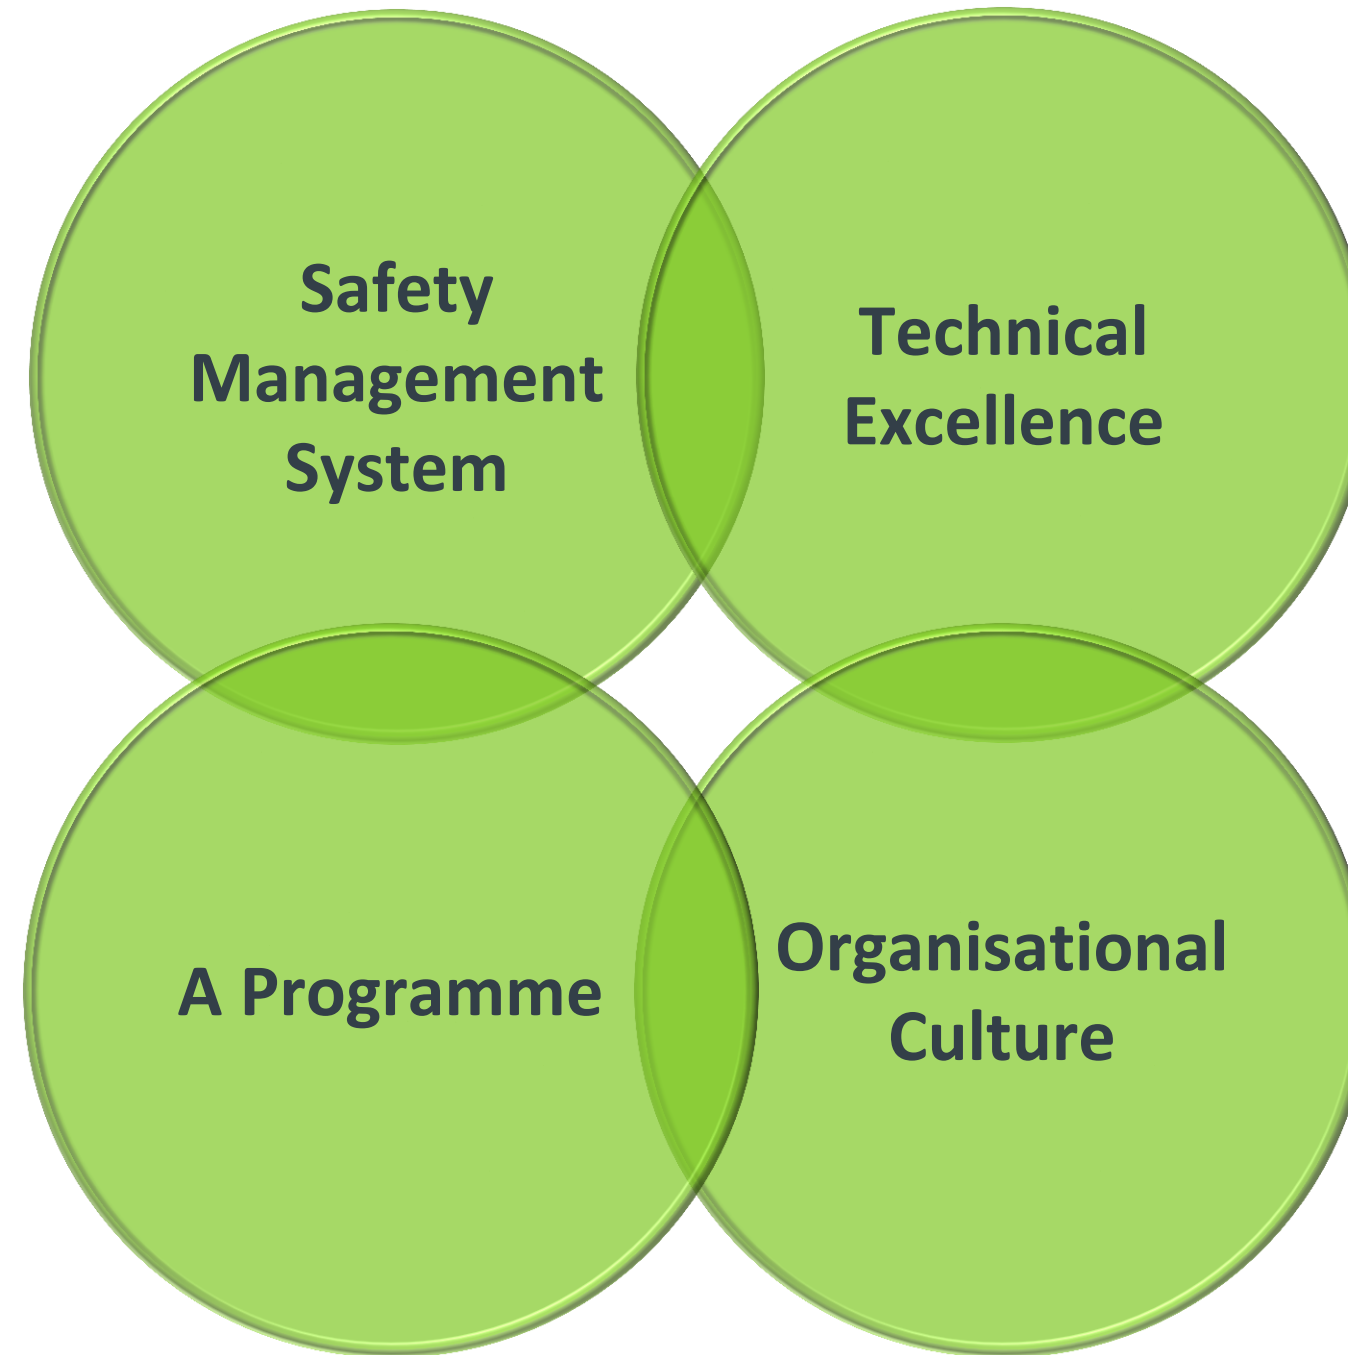 Safety
Management
System
Technical
Excellence
A Programme
Organisational
Culture